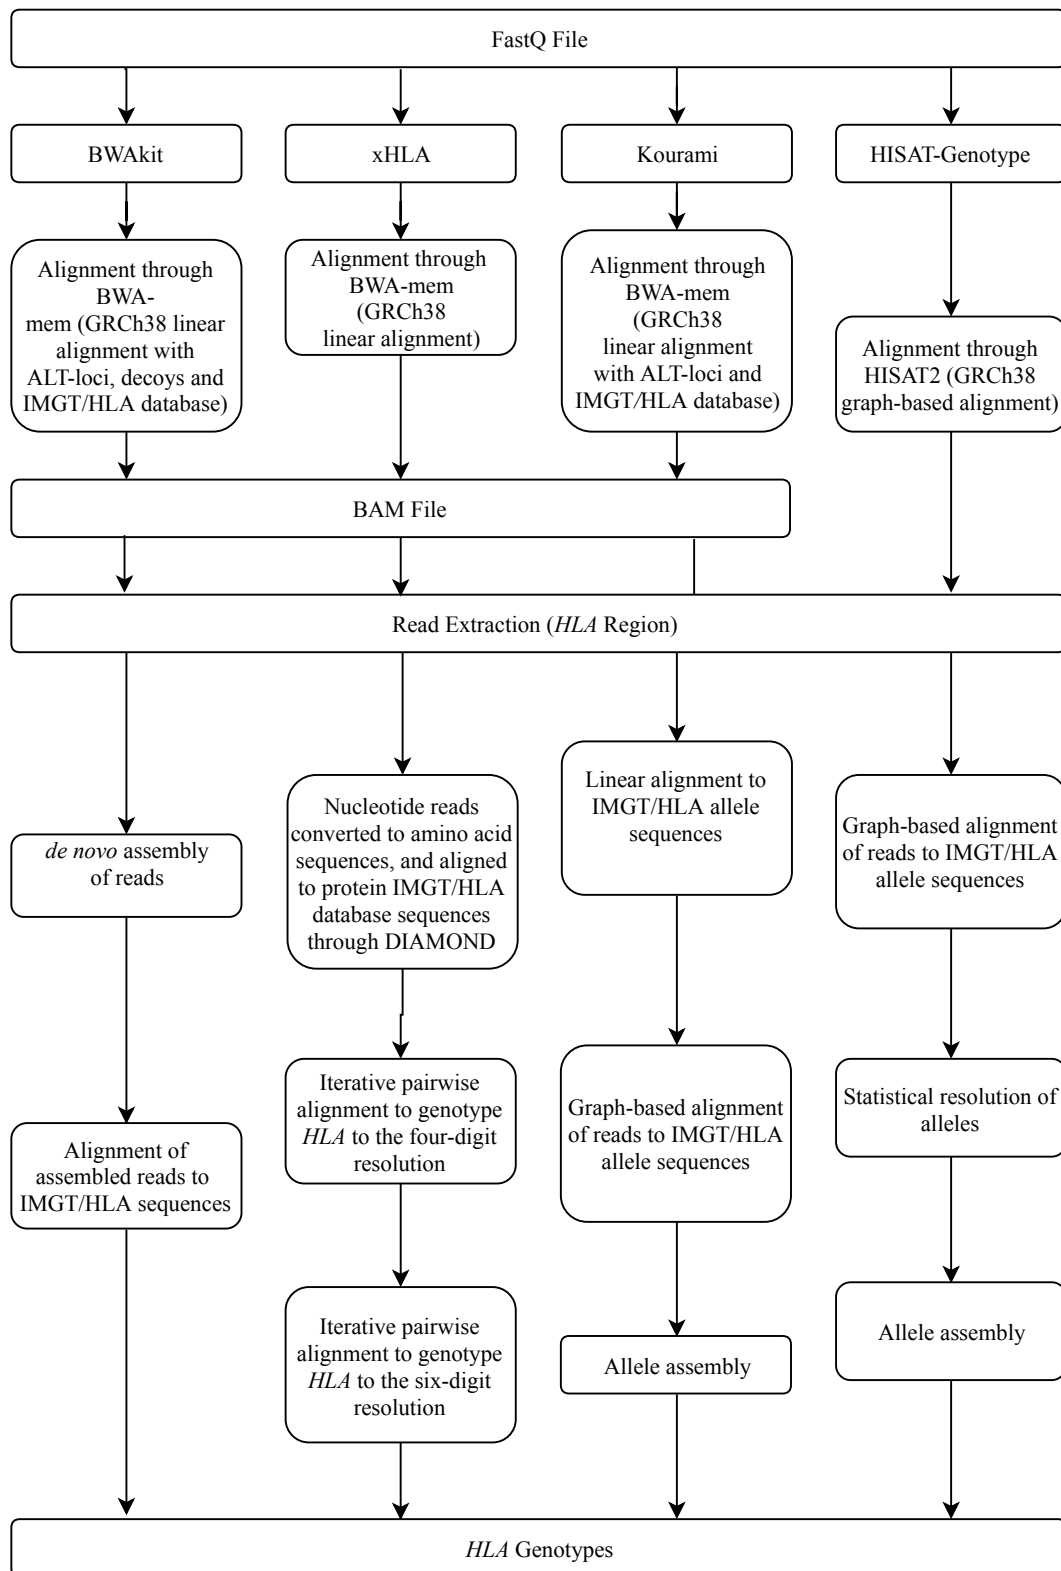 FastQ File
BWAkit
xHLA
Kourami
HISAT-Genotype
Alignment through
BWA-
mem (GRCh38 linear
alignment with
ALT-loci, decoys and
IMGT/HLA database)
Alignment through
BWA-mem
(GRCh38
linear alignment)
Alignment through
BWA-mem
(GRCh38
linear alignment
with ALT-loci and
IMGT/HLA database)
Alignment through
HISAT2 (GRCh38
graph-based alignment)
BAM File
Read Extraction (HLA Region)
de novo assembly
of reads
Nucleotide reads
converted to amino acid
sequences, and aligned
to protein IMGT/HLA
database sequences
through DIAMOND
Linear alignment to
IMGT/HLA allele
sequences
Graph-based alignment
of reads to IMGT/HLA
allele sequences
Alignment of
assembled reads to
IMGT/HLA sequences
Iterative pairwise
alignment to genotype
HLA to the four-digit
resolution
Graph-based alignment
of reads to IMGT/HLA
allele sequences
Statistical resolution of
alleles
Iterative pairwise
alignment to genotype
HLA to the six-digit
resolution
Allele assembly
Allele assembly
HLA Genotypes